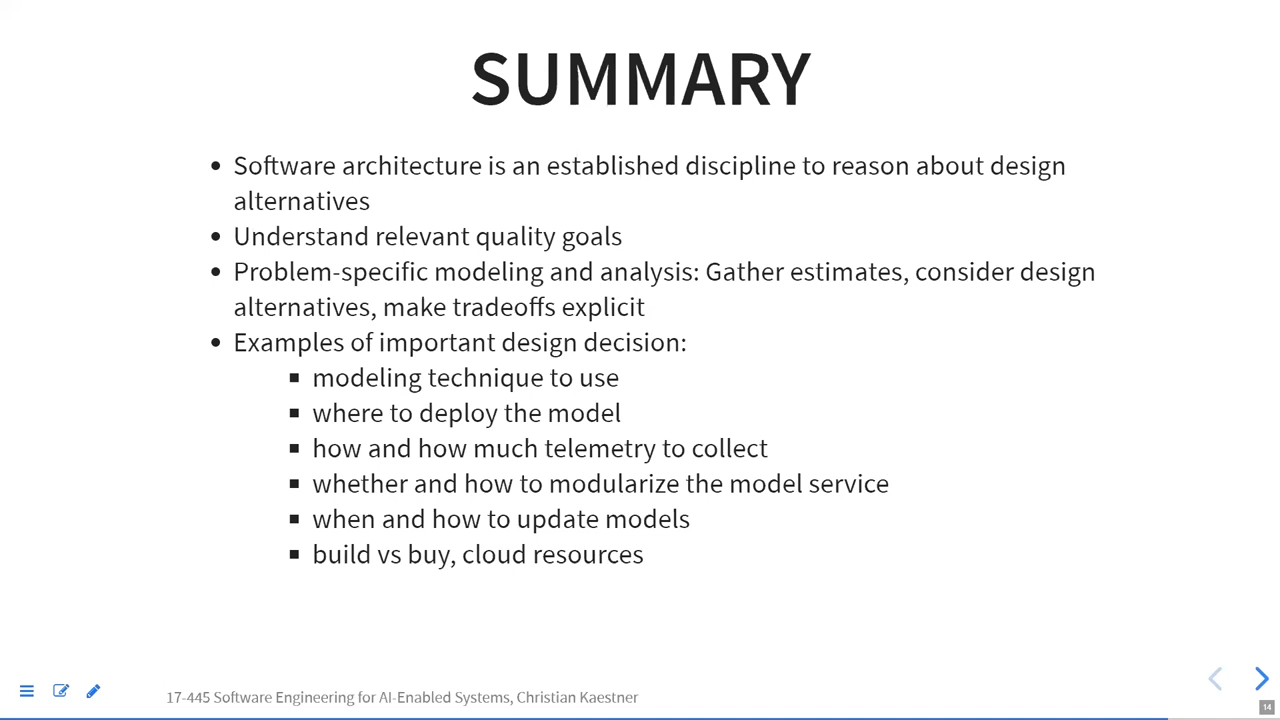 SUMMARY
• Software architecture is an established discipline to reason about design
alternatives
• Understand relevant quality goals
• Problem-specific modeling and analysis: Gather estimates, consider design
alternatives, make tradeoffs explicit
• Examples of important design decision:
▪ modeling technique to use
▪ where to deploy the model
▪ how and how much telemetry to collect
▪ whether and how to modularize the model service
▪ when and how to update models
▪ build vs buy, cloud resources
17-445 Software Engineering for AI-Enabled Systems, Christian Kaestner
14